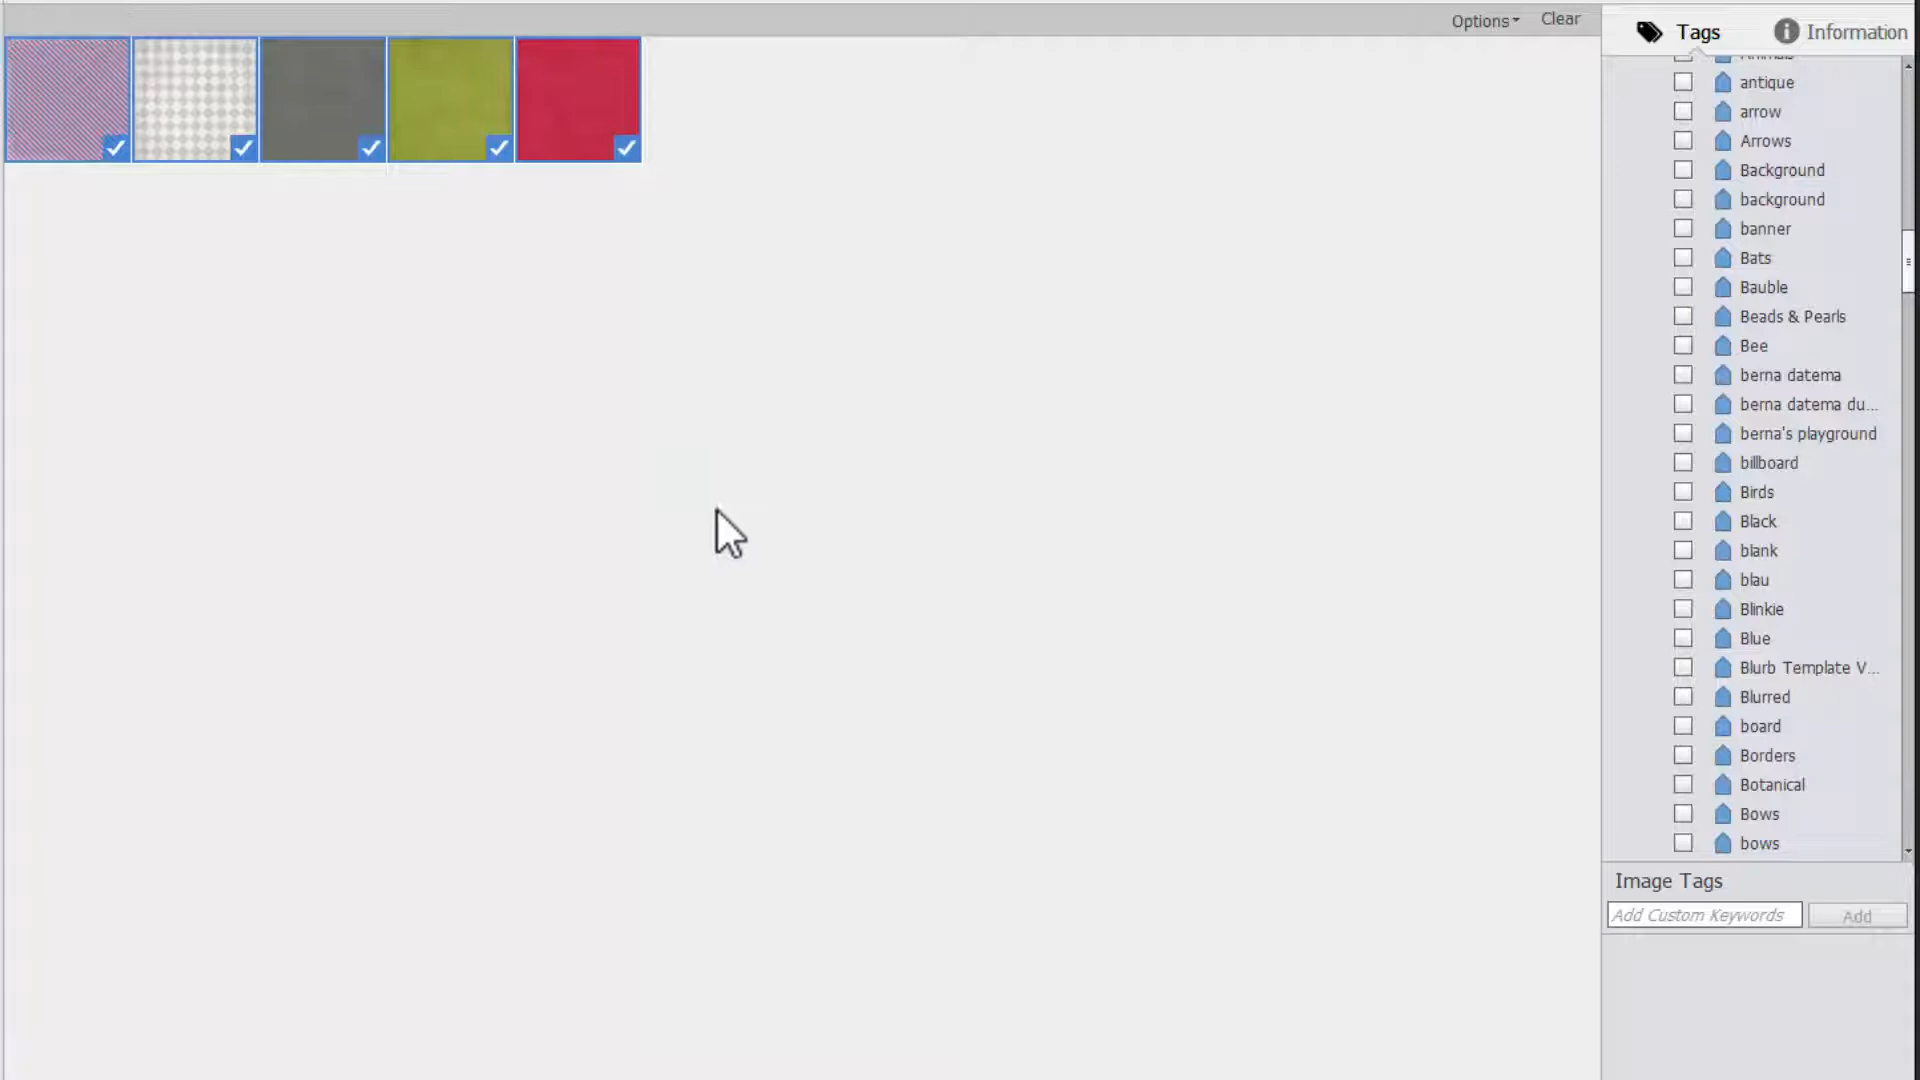 Options
Clear
Tags
Information
Animals
antique
arrow
Arrows
Background
background
banner
Bats
Bauble
Beads & Pearls
Bee
berna datema
berna datema du...
berna's playground
billboard
Birds
Black
blank
blau
Blinkie
Blue
Blurb Template V...
Blurred
board
Borders
Botanical
Bows
bows
Image Tags
Add Custom Keywords
Add